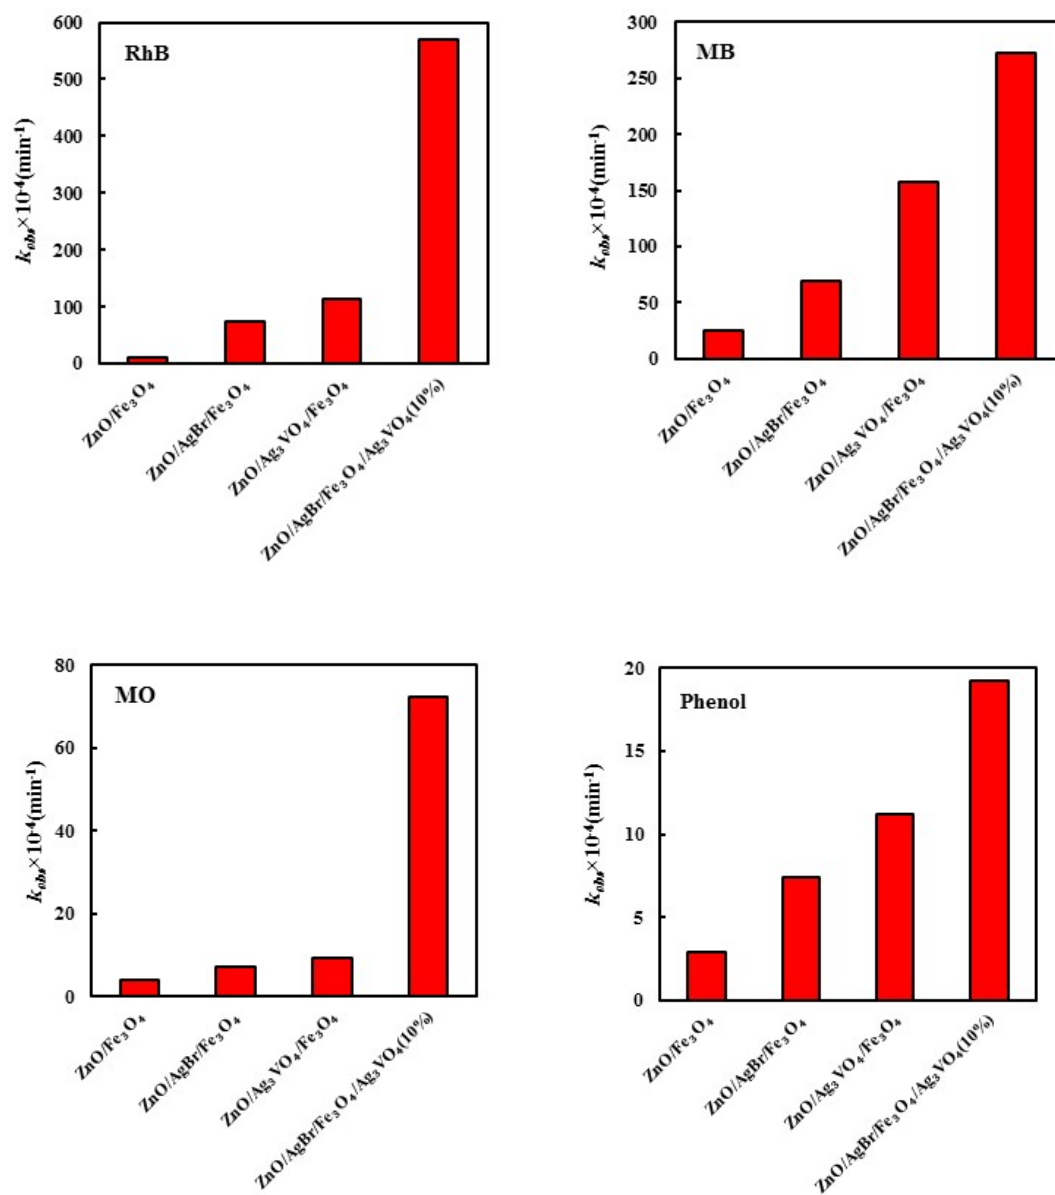 RhB
k_obs×10⁻⁴(min⁻¹)
600
500
400
300
200
100
0
ZnO/Fe₃O₄
ZnO/AgBr/Fe₃O₄
ZnO/Ag₃VO₄/Fe₃O₄
ZnO/AgBr/Fe₃O₄/Ag₃VO₄(10%)
MB
k_obs×10⁻⁴(min⁻¹)
300
250
200
150
100
50
0
ZnO/Fe₃O₄
ZnO/AgBr/Fe₃O₄
ZnO/Ag₃VO₄/Fe₃O₄
ZnO/AgBr/Fe₃O₄/Ag₃VO₄(10%)
MO
k_obs×10⁻⁴(min⁻¹)
80
60
40
20
0
ZnO/Fe₃O₄
ZnO/AgBr/Fe₃O₄
ZnO/Ag₃VO₄/Fe₃O₄
ZnO/AgBr/Fe₃O₄/Ag₃VO₄(10%)
Phenol
k_obs×10⁻⁴(min⁻¹)
20
15
10
5
0
ZnO/Fe₃O₄
ZnO/AgBr/Fe₃O₄
ZnO/Ag₃VO₄/Fe₃O₄
ZnO/AgBr/Fe₃O₄/Ag₃VO₄(10%)